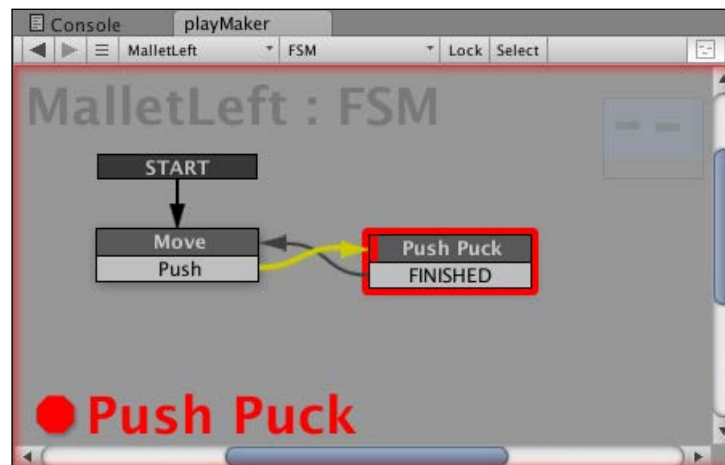 Console playMaker
MalletLeft FSM Lock Select
MalletLeft : FSM
START
Move
Push
Push Puck
FINISHED
Push Puck